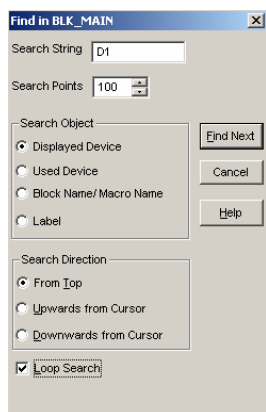 Find in BLK_MAIN
Search String D1
Search Points 100
Search Object
Displayed Device
Used Device
Block Name/ Macro Name
Label
Find Next
Cancel
Help
Search Direction
From Top
Upwards from Cursor
Downwards from Cursor
Loop Search